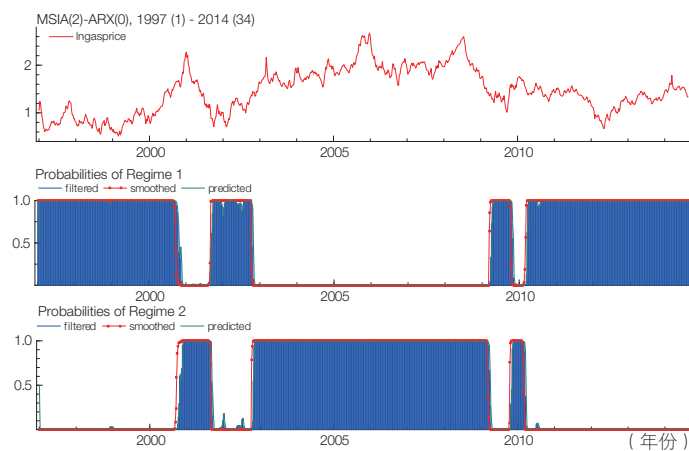 MSIA(2)-ARX(0), 1997 (1) - 2014 (34)
lngasprice
2
1
2000 2005 2010
Probabilities of Regime 1
filtered smoothed predicted
1.0
0.5
2000 2005 2010
Probabilities of Regime 2
filtered smoothed predicted
1.0
0.5
2000 2005 2010 (年份)